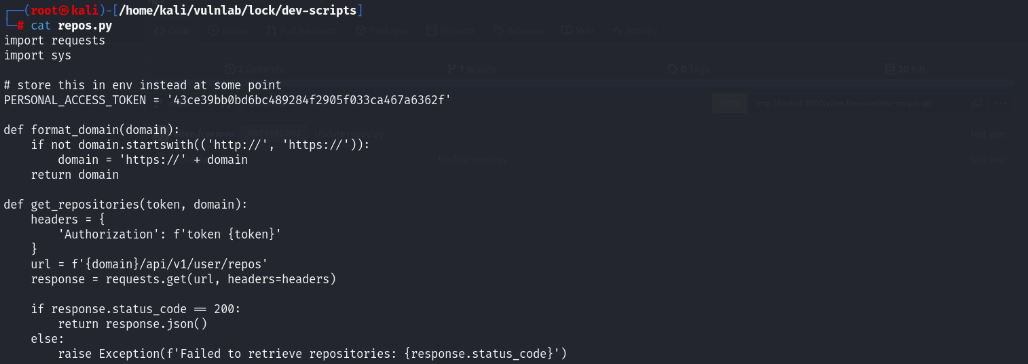 ┌──(root㉿kali)-[/home/kali/vulnlab/lock/dev-scripts]
└─# cat repos.py
import requests
import sys
# store this in env instead at some point
PERSONAL_ACCESS_TOKEN = '43ce39bb0bd6bc489284f2905f033ca467a6362f'
def format_domain(domain):
    if not domain.startswith(('http://', 'https://')):
        domain = 'https://' + domain
    return domain
def get_repositories(token, domain):
    headers = {
        'Authorization': f'token {token}'
    }
    url = f'{domain}/api/v1/user/repos'
    response = requests.get(url, headers=headers)
    if response.status_code == 200:
        return response.json()
    else:
        raise Exception(f'Failed to retrieve repositories: {response.status_code}')